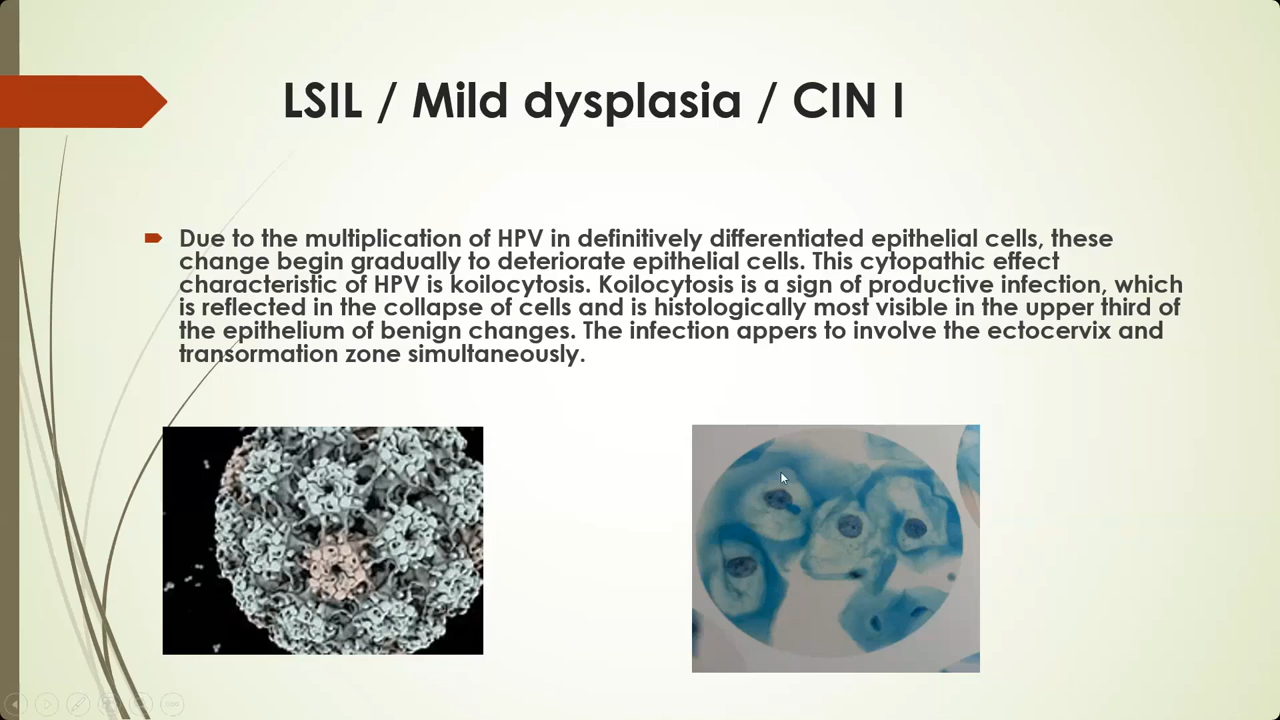 LSIL / Mild dysplasia / CIN I
Due to the multiplication of HPV in definitively differentiated epithelial cells, these
change begin gradually to deteriorate epithelial cells. This cytopathic effect
characteristic of HPV is koilocytosis. Koilocytosis is a sign of productive infection, which
is reflected in the collapse of cells and is histologically most visible in the upper third of
the epithelium of benign changes. The infection appers to involve the ectocervix and
transormation zone simultaneously.